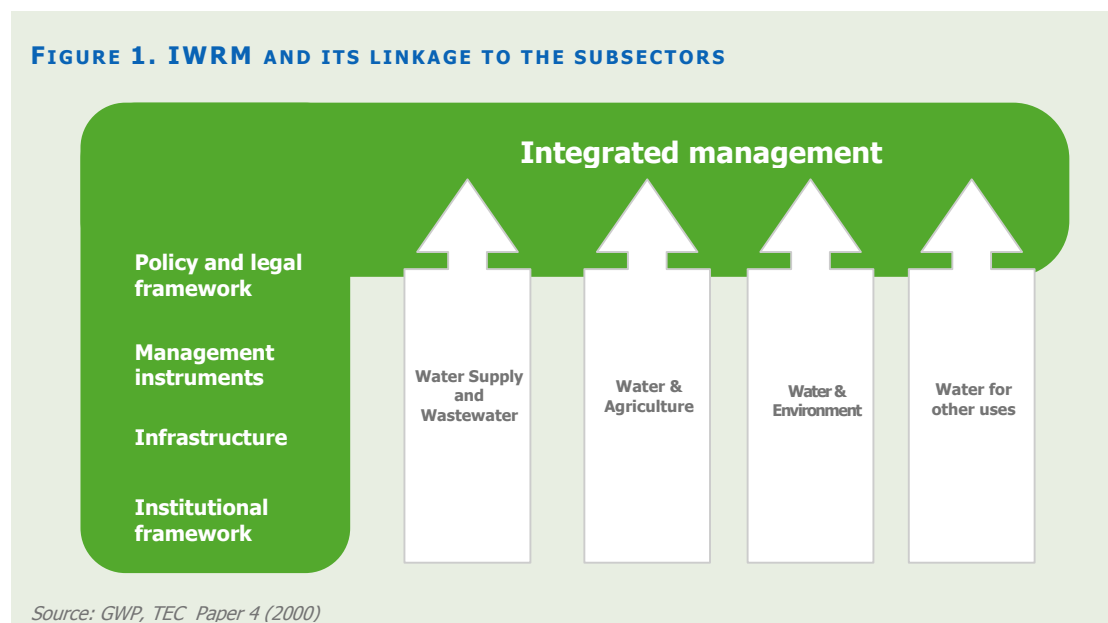 FIGURE 1. IWRM AND ITS LINKAGE TO THE SUBSECTORS
Integrated management
Policy and legal
framework
Management
instruments
Infrastructure
Institutional
framework
Water Supply
and
Wastewater
Water &
Agriculture
Water &
Environment
Water for
other uses
Source: GWP, TEC Paper 4 (2000)